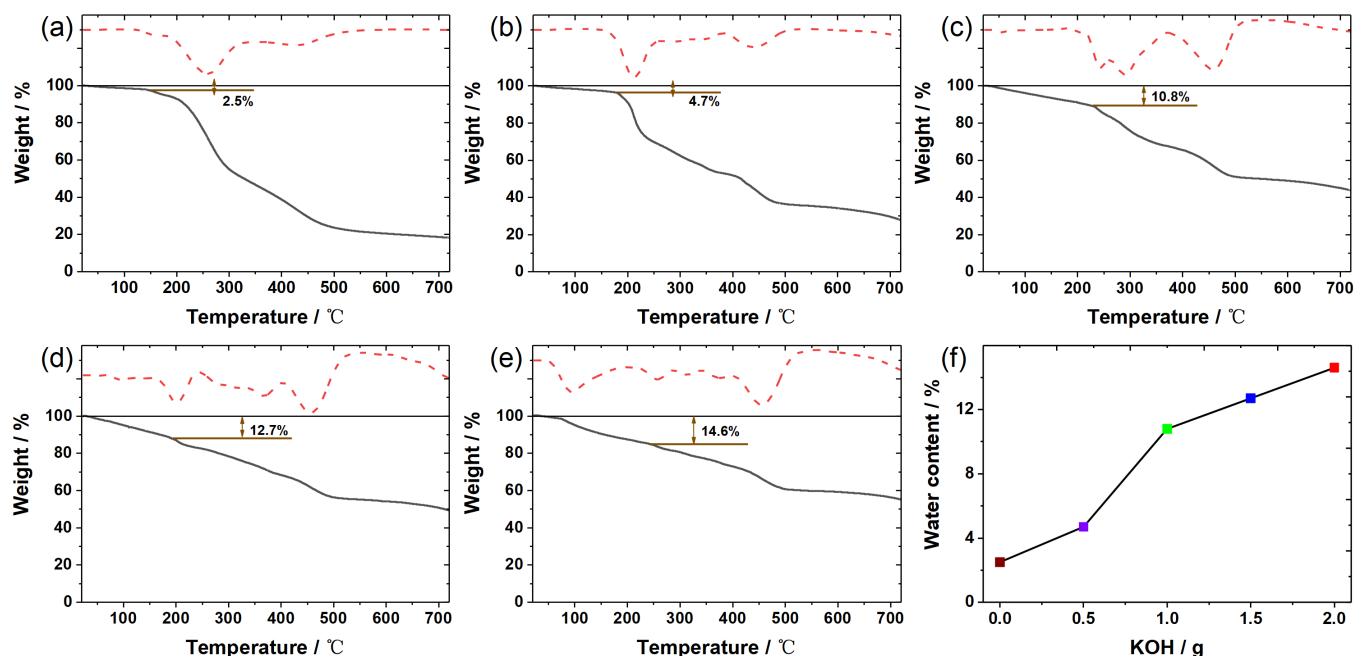 (a)
2.5%
100
80
60
40
20
0
Weight / %
100 200 300 400 500 600 700
Temperature / ℃
(b)
4.7%
100
80
60
40
20
0
Weight / %
100 200 300 400 500 600 700
Temperature / ℃
(c)
10.8%
100
80
60
40
20
0
Weight / %
100 200 300 400 500 600 700
Temperature / ℃
(d)
12.7%
100
80
60
40
20
0
Weight / %
100 200 300 400 500 600 700
Temperature / ℃
(e)
14.6%
100
80
60
40
20
0
Weight / %
100 200 300 400 500 600 700
Temperature / ℃
(f)
12
8
4
0
Water content / %
0.0 0.5 1.0 1.5 2.0
KOH / g